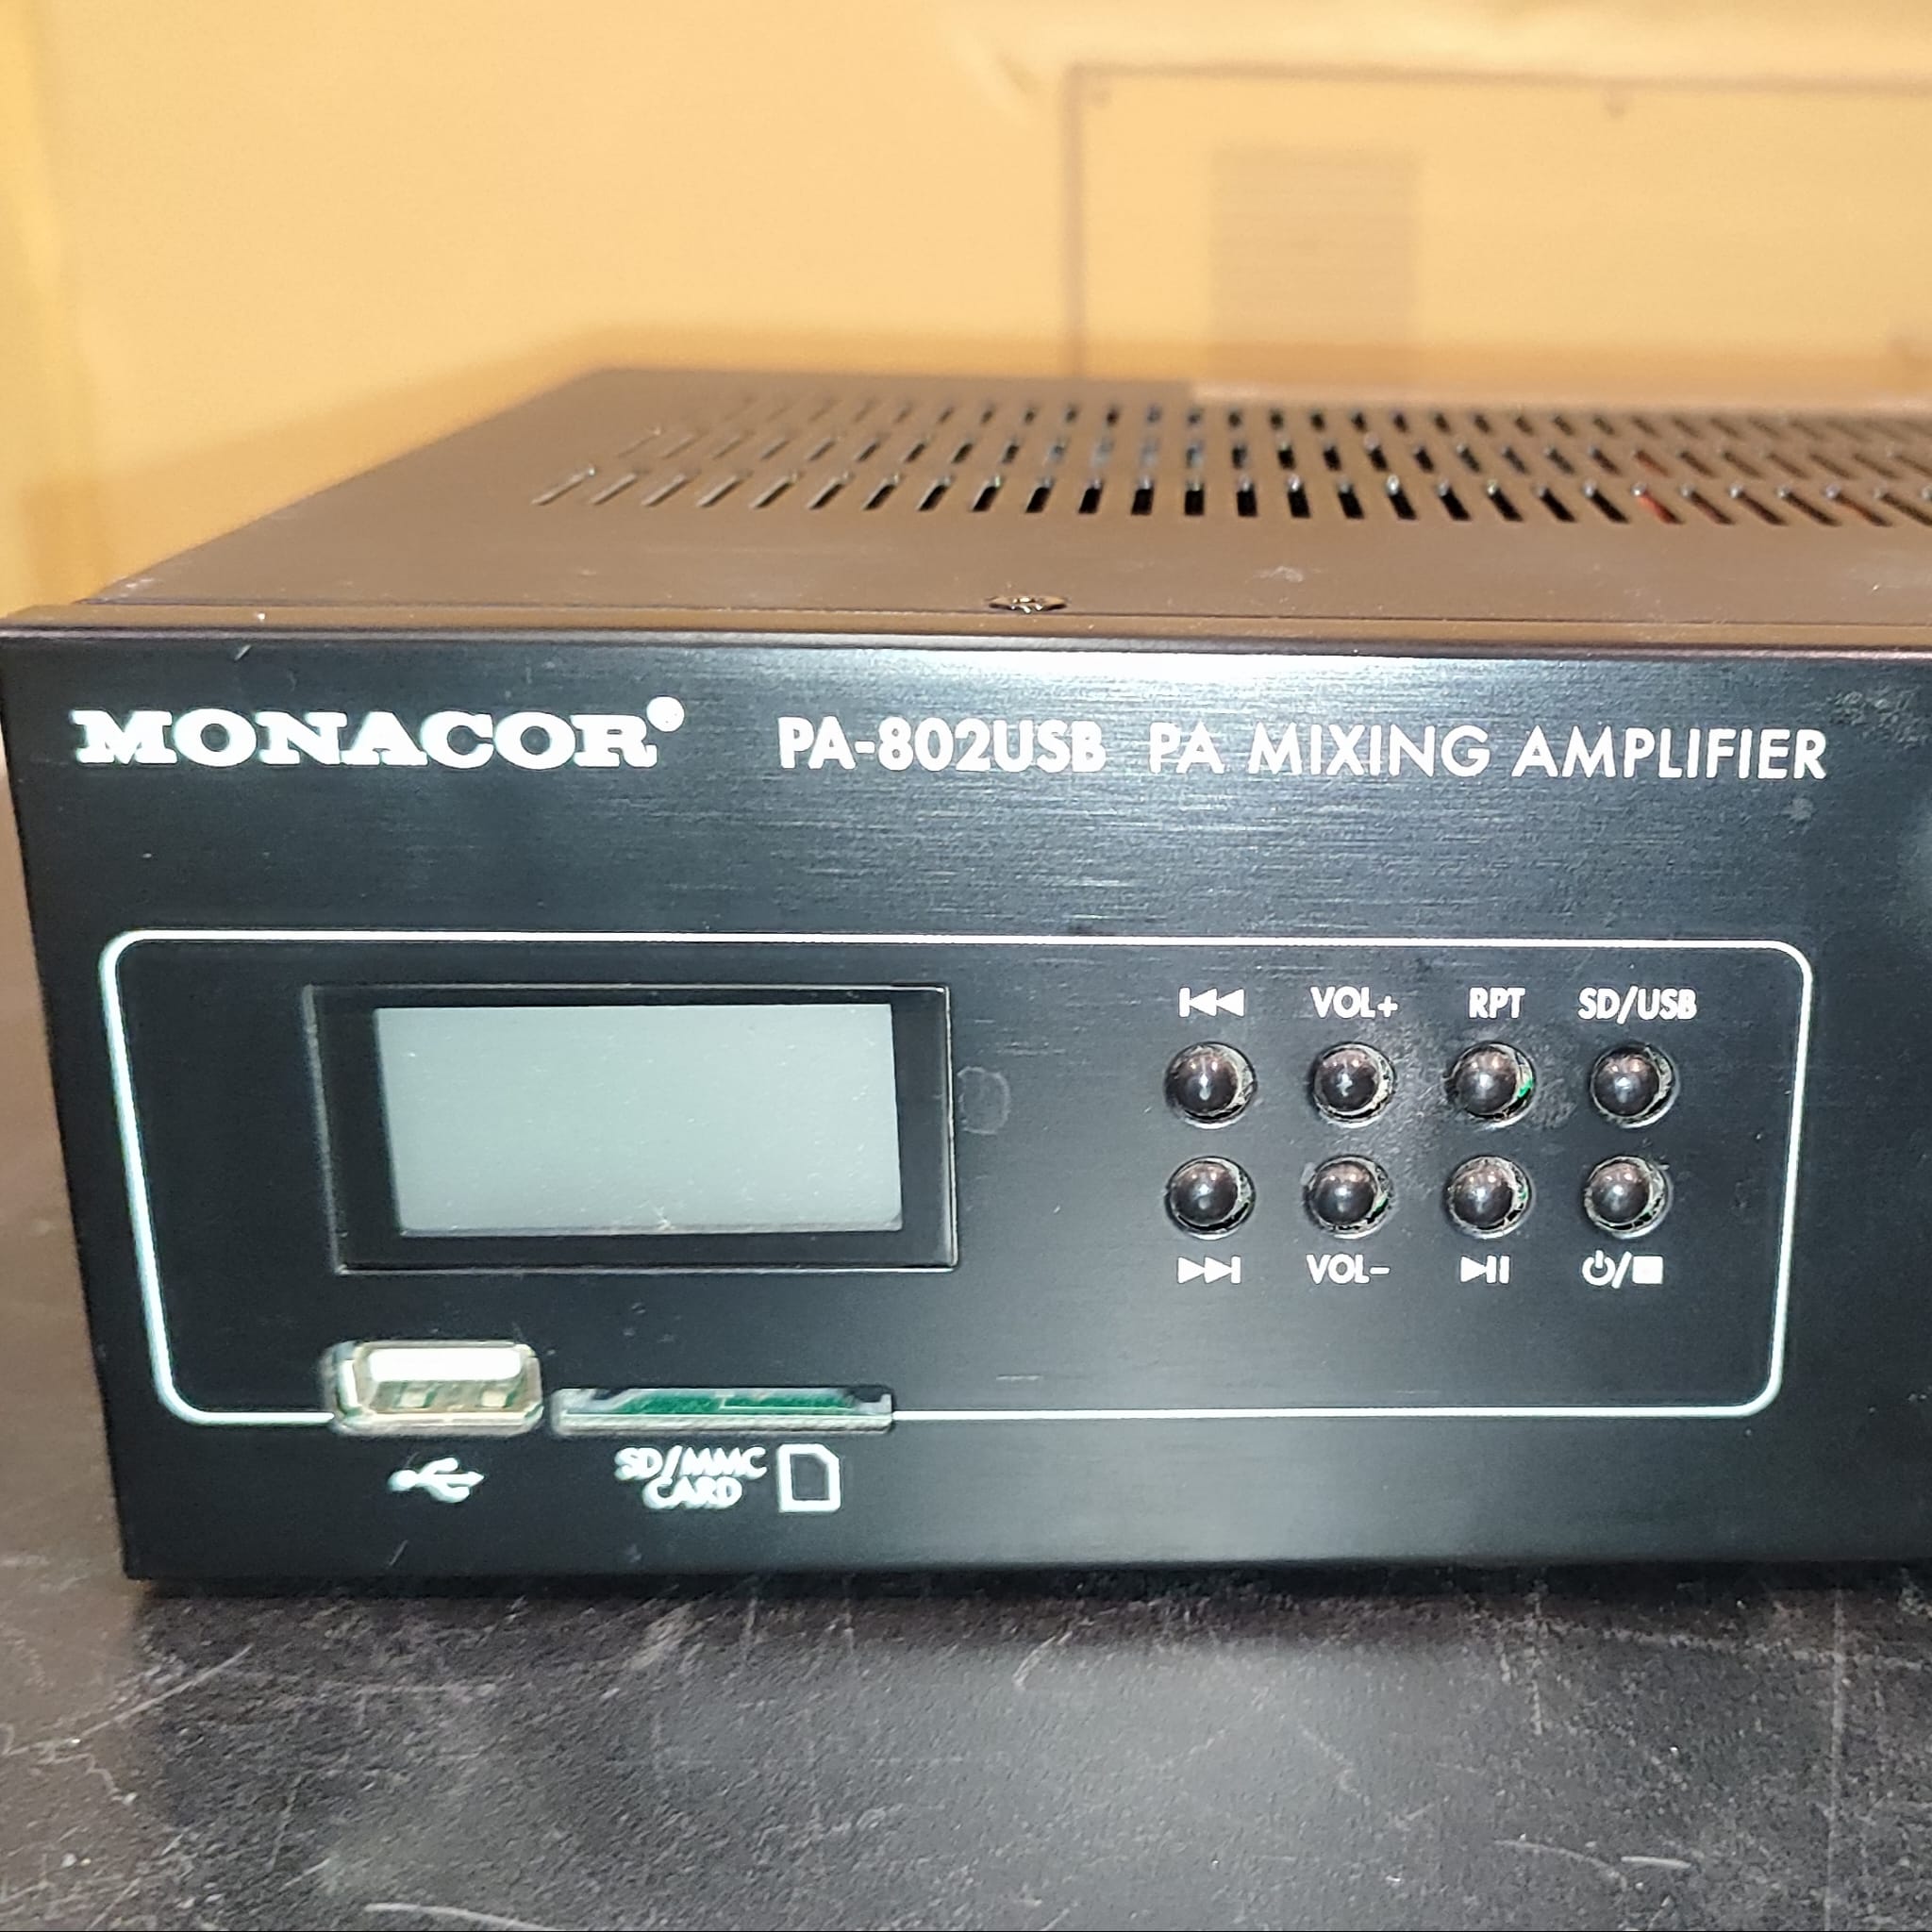 MONACOR® PA-802USB PA MIXING AMPLIFIER
VOL+ RPT SD/USB
VOL-
SD/MMC
CARD